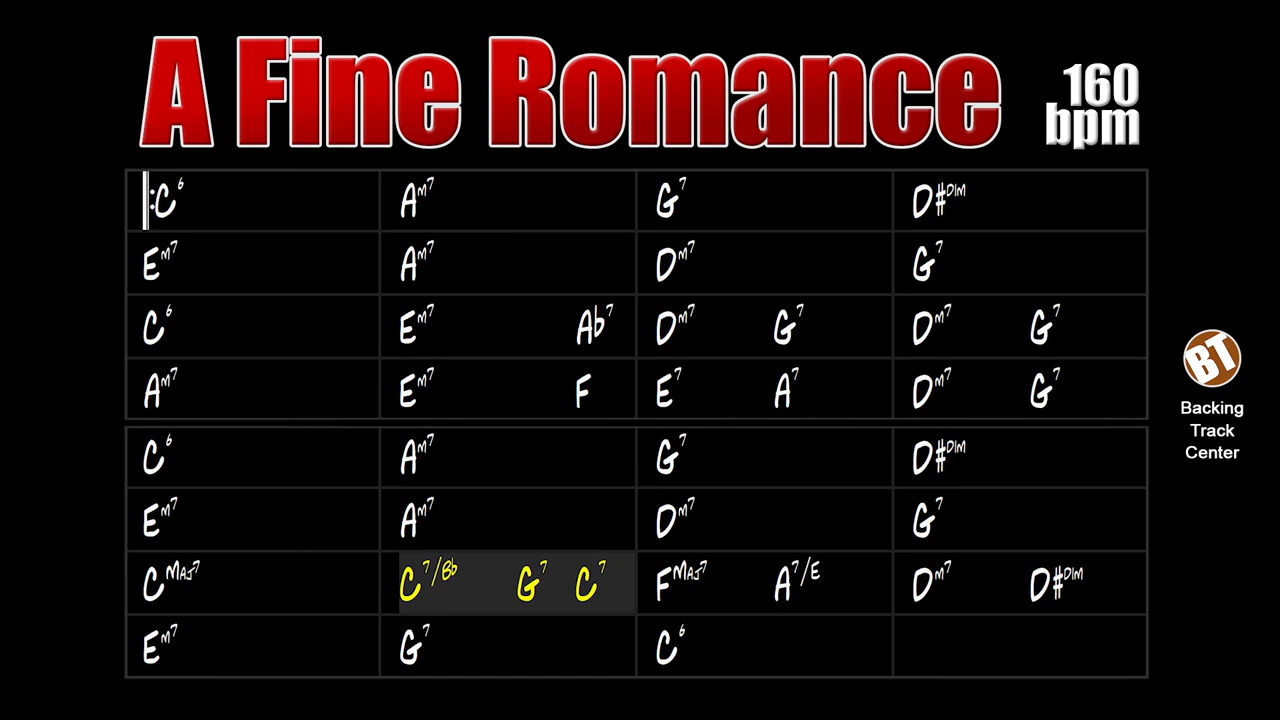 A Fine Romance
160
bpm
𝄆C6 Am7 G7 D#DIM
Em7 Am7 Dm7 G7
C6 Em7 Ab7 Dm7 G7 Dm7 G7
Am7 Em7 F E7 A7 Dm7 G7
C6 Am7 G7 D#DIM
Em7 Am7 Dm7 G7
CMAJ7 C7/Bb G7 C7 FMAJ7 A7/E Dm7 D#DIM
Em7 G7 C6
BT
Backing
Track
Center